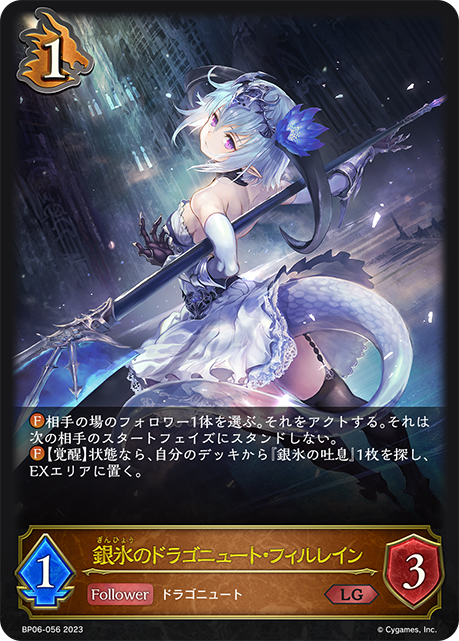 1
F相手の場のフォロワー1体を選ぶ。それをアクトする。それは
次の相手のスタートフェイズにスタンドしない。
F【覚醒】状態なら、自分のデッキから『銀氷の吐息』1枚を探し、
EXエリアに置く。
ぎんひょう
銀氷のドラゴニュート・フィルレイン
1
Follower ドラゴニュート LG
3
BP06-056 2023 © Cygames, Inc.